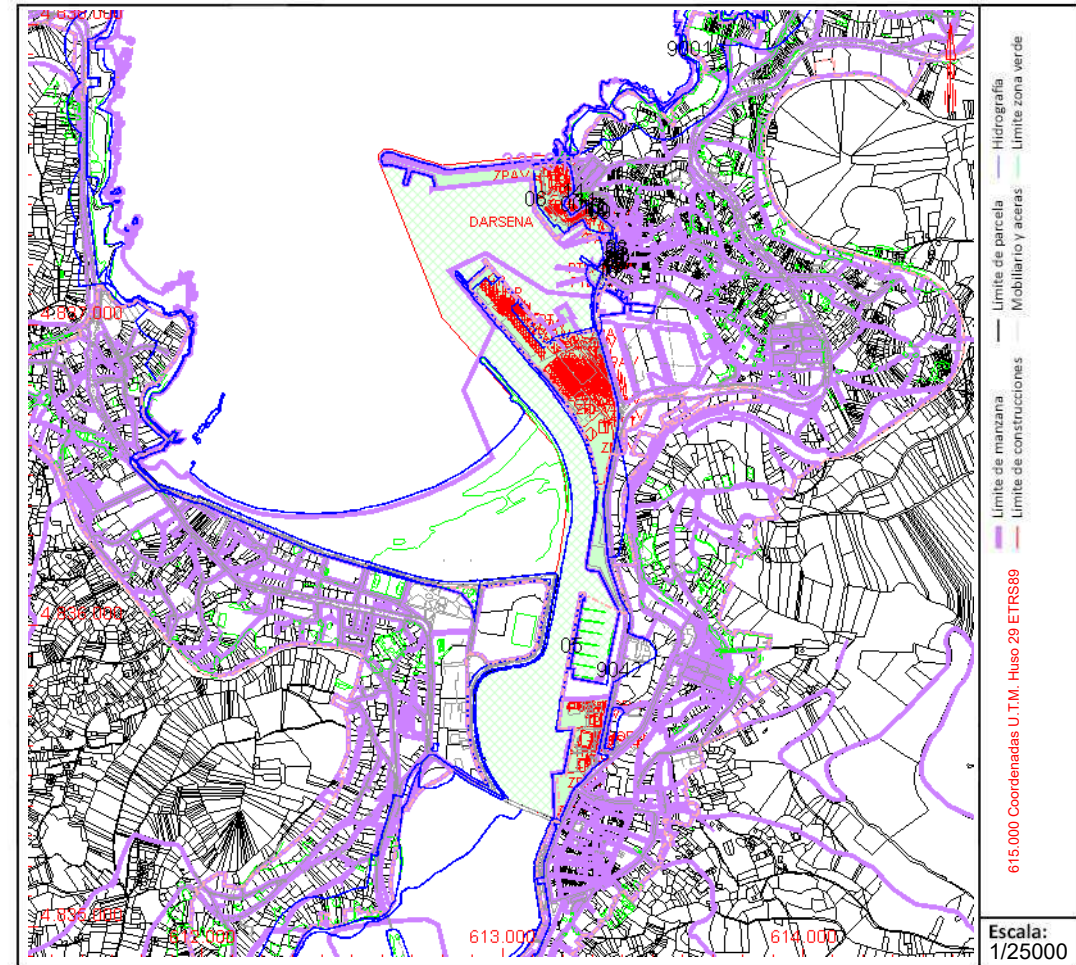 4.838.000
9001
ZPAV
DARSENA
4.837.000
4.836.000
03
9042
4.835.000
612.000
613.000
614.000
Límite de manzana
Límite de construcciones
Límite de parcela
Mobiliario y aceras
Hidrografía
Límite zona verde
615.000 Coordenadas U.T.M. Huso 29 ETRS89
Escala:
1/25000